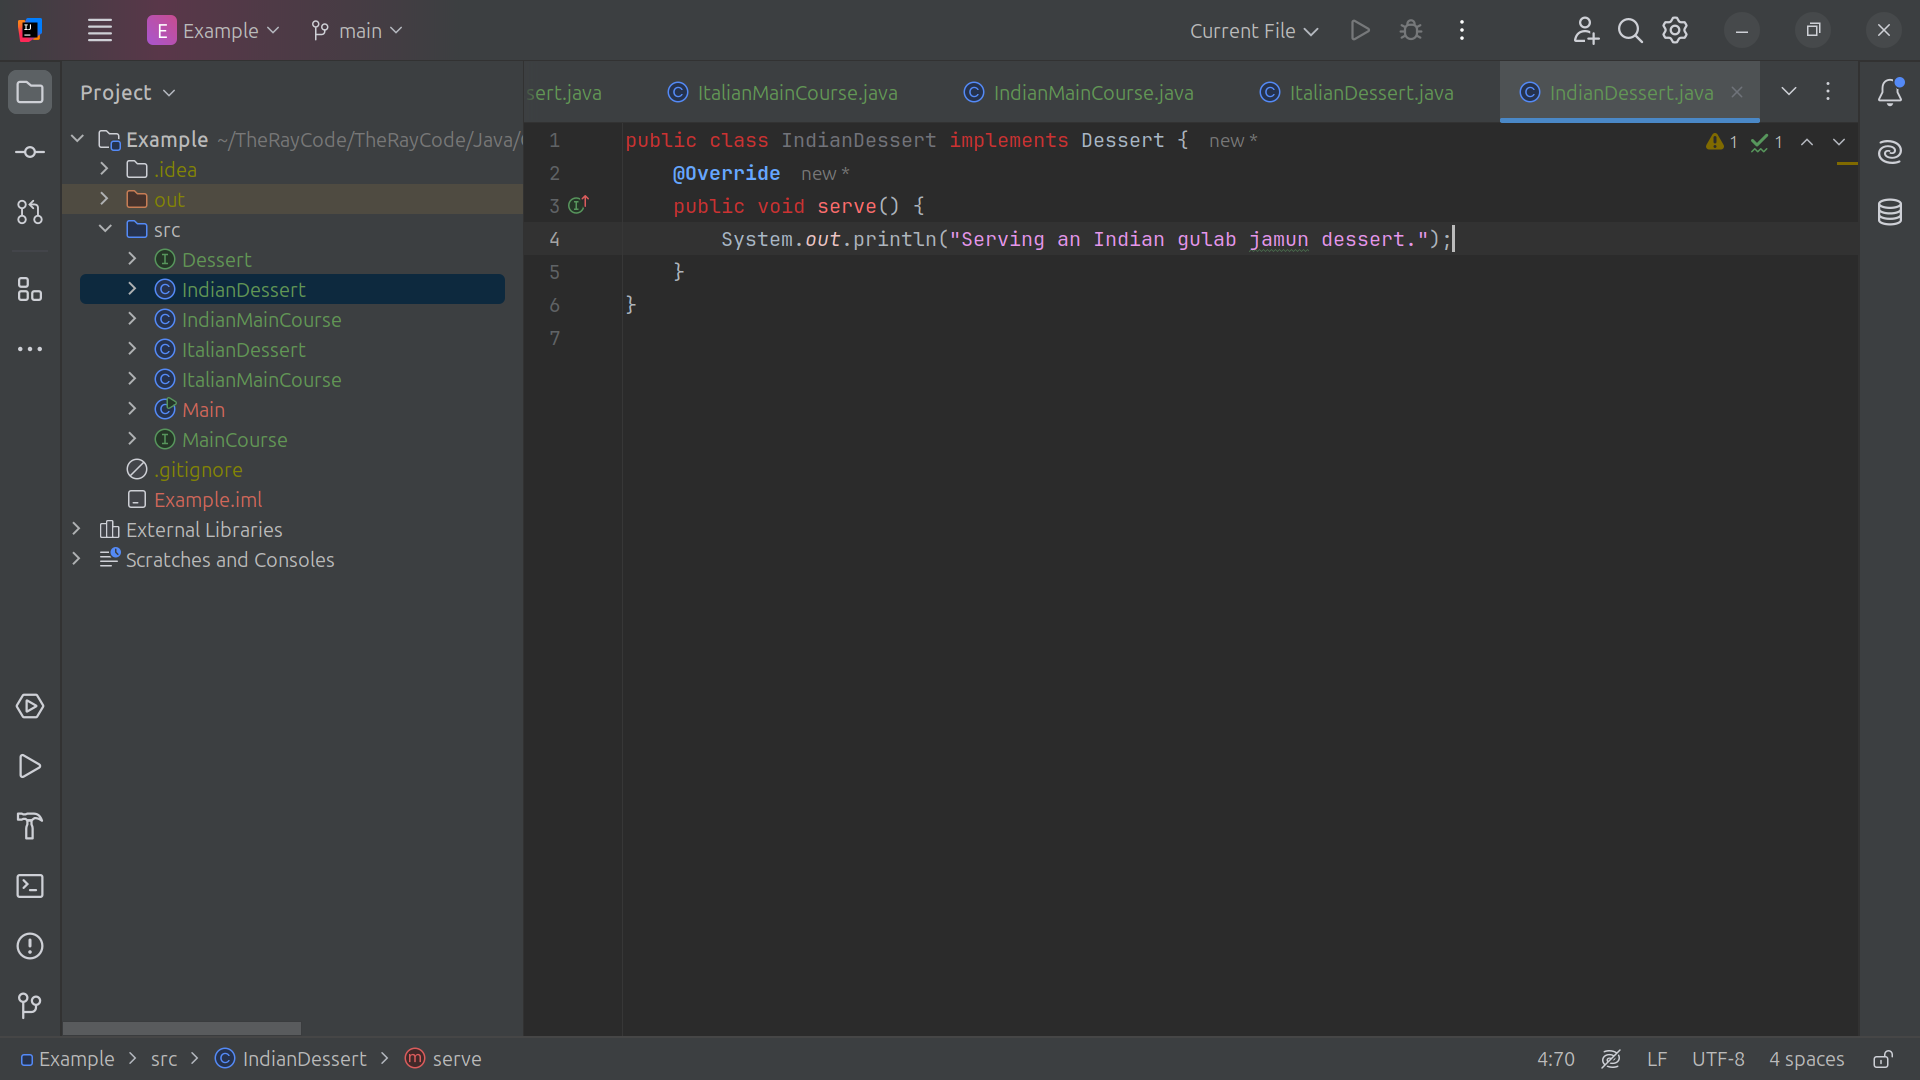 E Example main Current File
Project
sert.java ItalianMainCourse.java IndianMainCourse.java ItalianDessert.java IndianDessert.java
Example ~/TheRayCode/TheRayCode/Java/
.idea
out
src
Dessert
IndianDessert
IndianMainCourse
ItalianDessert
ItalianMainCourse
Main
MainCourse
.gitignore
Example.iml
External Libraries
Scratches and Consoles
1 public class IndianDessert implements Dessert { new *
2 @Override new *
3 public void serve() {
4 System.out.println("Serving an Indian gulab jamun dessert.");
5 }
6 }
7
1 1
Example > src > IndianDessert > serve
4:70 LF UTF-8 4 spaces